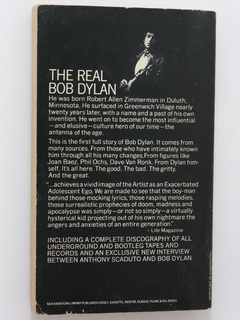 THE REAL
BOB DYLAN
He was born Robert Allen Zimmerman in Duluth,
Minnesota. He surfaced in Greenwich Village nearly
twenty years later, with a name and a past of his own
invention. He went on to become the most influential
—and elusive—culture hero of our time—the
antenna of the age.
This is the first full story of Bob Dylan. It comes from
many sources. From those who have intimately known
him through all his many changes.From figures like
Joan Baez, Phil Ochs, Dave Van Ronk. From Dylan him-
self. It's all here. The good. The bad. The gritty.
And the great.
"...achieves a vivid image of the Artist as an Exacerbated
Adolescent Ego. We are made to see that the boy-man
behind those mocking lyrics, those rasping melodies,
those surrealistic prophecies of doom, madness and
apocalypse was simply—or not so simply—a virtually
hysterical kid projecting out of his own nightmare the
angers and anxieties of an entire generation."
—Life Magazine
INCLUDING A COMPLETE DISCOGRAPHY OF ALL
UNDERGROUND AND BOOTLEG TAPES AND
RECORDS AND AN EXCLUSIVE NEW INTERVIEW
BETWEEN ANTHONY SCADUTO AND BOB DYLAN